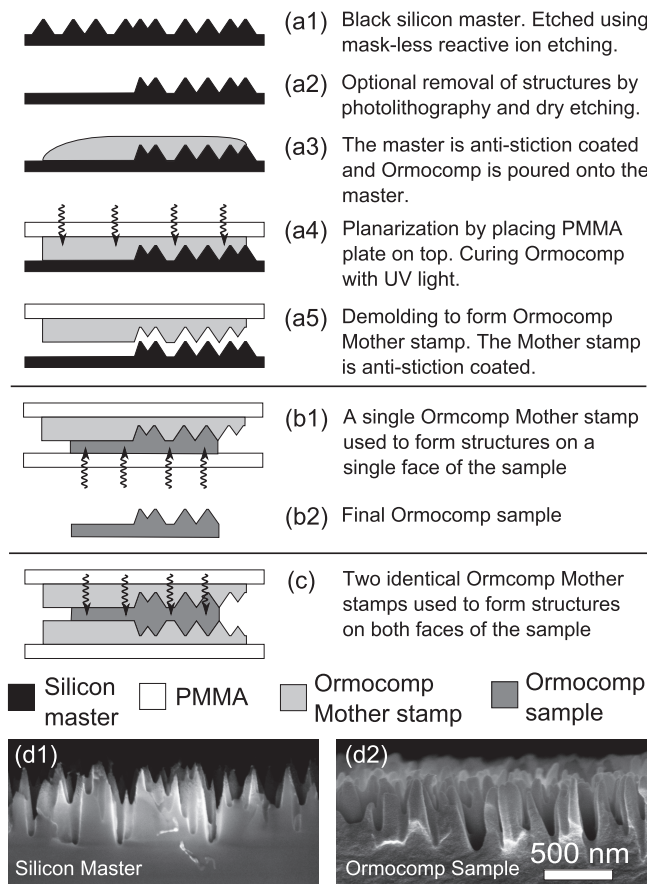 (a1) Black silicon master. Etched using
mask-less reactive ion etching.
(a2) Optional removal of structures by
photolithography and dry etching.
(a3) The master is anti-stiction coated
and Ormocomp is poured onto the
master.
(a4) Planarization by placing PMMA
plate on top. Curing Ormocomp
with UV light.
(a5) Demolding to form Ormocomp
Mother stamp. The Mother stamp
is anti-stiction coated.
(b1) A single Ormcomp Mother stamp
used to form structures on a
single face of the sample
(b2) Final Ormocomp sample
(c) Two identical Ormcomp Mother
stamps used to form structures
on both faces of the sample
Silicon
master
PMMA
Ormocomp
Mother stamp
Ormocomp
sample
(d1)
Silicon Master
(d2)
Ormocomp Sample
500 nm